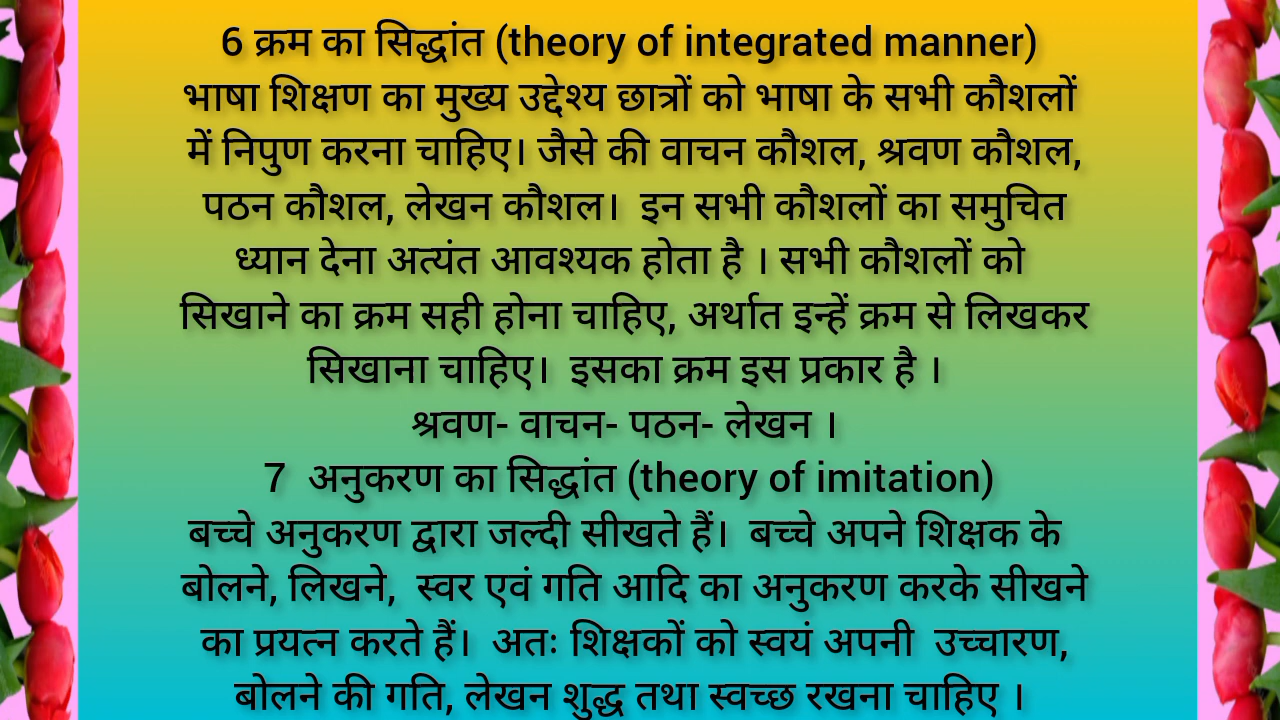 6 क्रम का सिद्धांत (theory of integrated manner)
भाषा शिक्षण का मुख्य उद्देश्य छात्रों को भाषा के सभी कौशलों
में निपुण करना चाहिए। जैसे की वाचन कौशल, श्रवण कौशल,
पठन कौशल, लेखन कौशल। इन सभी कौशलों का समुचित
ध्यान देना अत्यंत आवश्यक होता है । सभी कौशलों को
सिखाने का क्रम सही होना चाहिए, अर्थात इन्हें क्रम से लिखकर
सिखाना चाहिए। इसका क्रम इस प्रकार है ।
श्रवण- वाचन- पठन- लेखन ।
7 अनुकरण का सिद्धांत (theory of imitation)
बच्चे अनुकरण द्वारा जल्दी सीखते हैं। बच्चे अपने शिक्षक के
बोलने, लिखने, स्वर एवं गति आदि का अनुकरण करके सीखने
का प्रयत्न करते हैं। अतः शिक्षकों को स्वयं अपनी उच्चारण,
बोलने की गति, लेखन शुद्ध तथा स्वच्छ रखना चाहिए ।